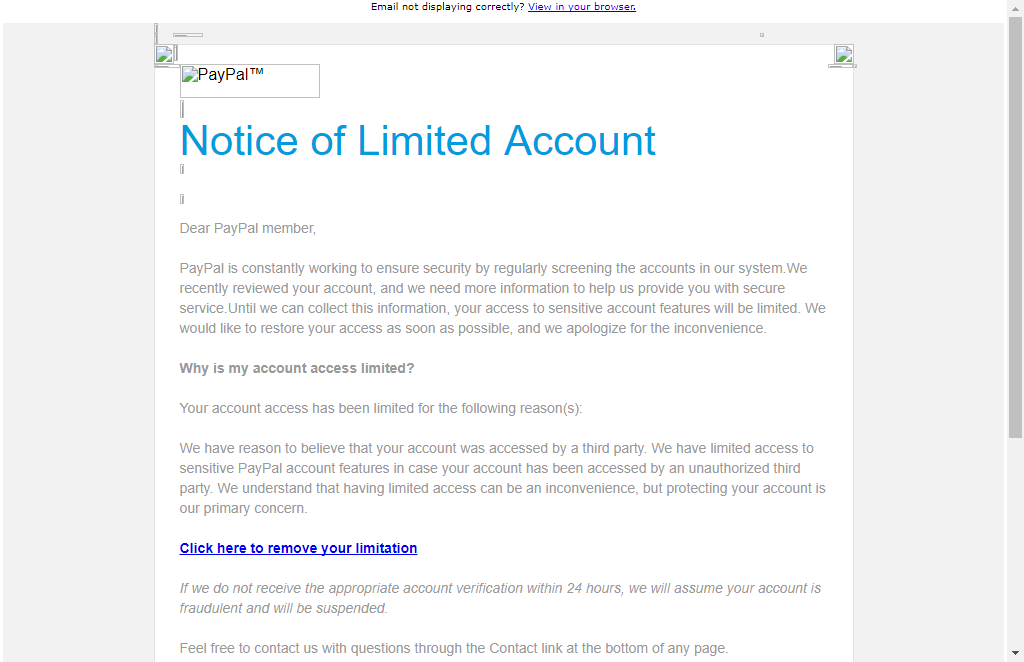 Email not displaying correctly? View in your browser.
PayPal™
Notice of Limited Account
Dear PayPal member,
PayPal is constantly working to ensure security by regularly screening the accounts in our system.We
recently reviewed your account, and we need more information to help us provide you with secure
service.Until we can collect this information, your access to sensitive account features will be limited. We
would like to restore your access as soon as possible, and we apologize for the inconvenience.
Why is my account access limited?
Your account access has been limited for the following reason(s):
We have reason to believe that your account was accessed by a third party. We have limited access to
sensitive PayPal account features in case your account has been accessed by an unauthorized third
party. We understand that having limited access can be an inconvenience, but protecting your account is
our primary concern.
Click here to remove your limitation
If we do not receive the appropriate account verification within 24 hours, we will assume your account is
fraudulent and will be suspended.
Feel free to contact us with questions through the Contact link at the bottom of any page.